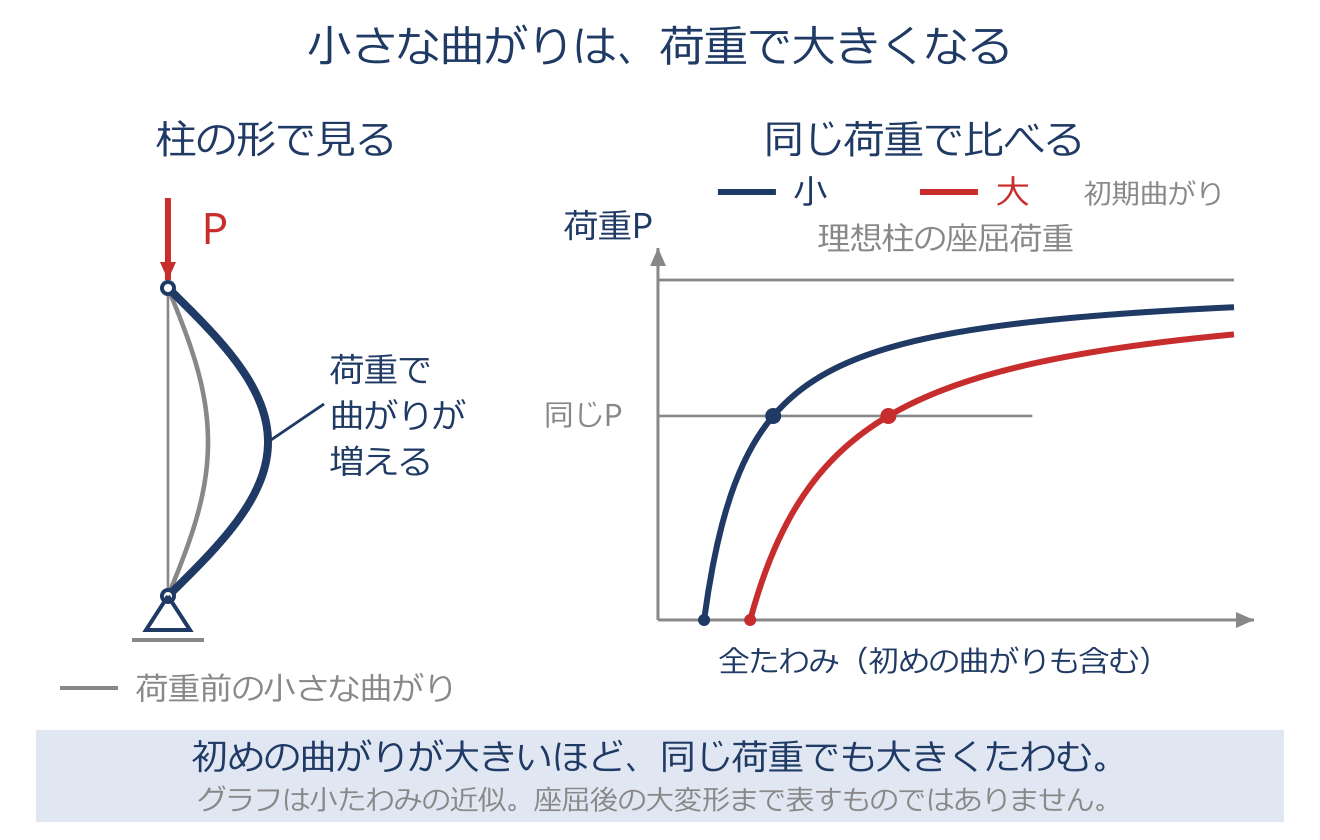 小さな曲がりは、荷重で大きくなる
柱の形で見る
P
荷重で
曲がりが
増える
荷重前の小さな曲がり
同じ荷重で比べる
小
大
初期曲がり
荷重P
理想柱の座屈荷重
同じP
全たわみ（初めの曲がりも含む）
初めの曲がりが大きいほど、同じ荷重でも大きくたわむ。
グラフは小たわみの近似。座屈後の大変形まで表すものではありません。